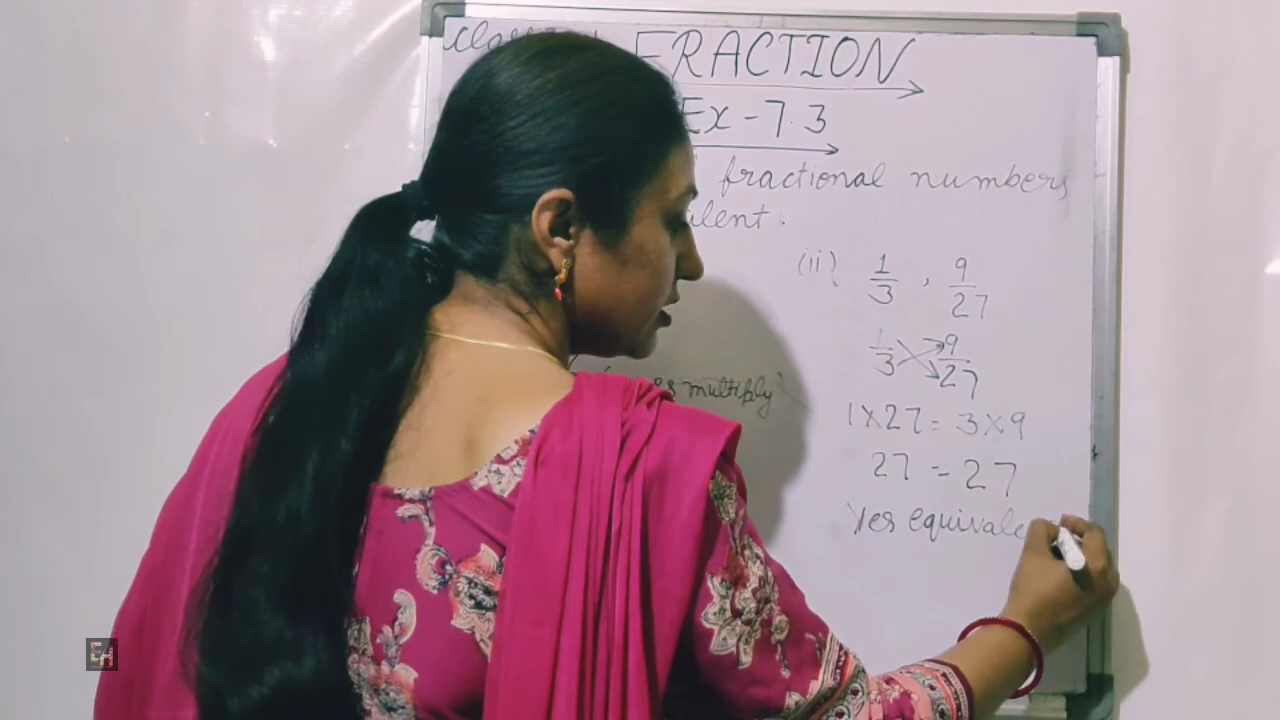 FRACTION
Ex - 7.3
fractional numbers
(ii) 1/3 , 9/27
1/3 9/27
multiply)
1 X 27 = 3 X 9
27 = 27
Yes equivale
EH